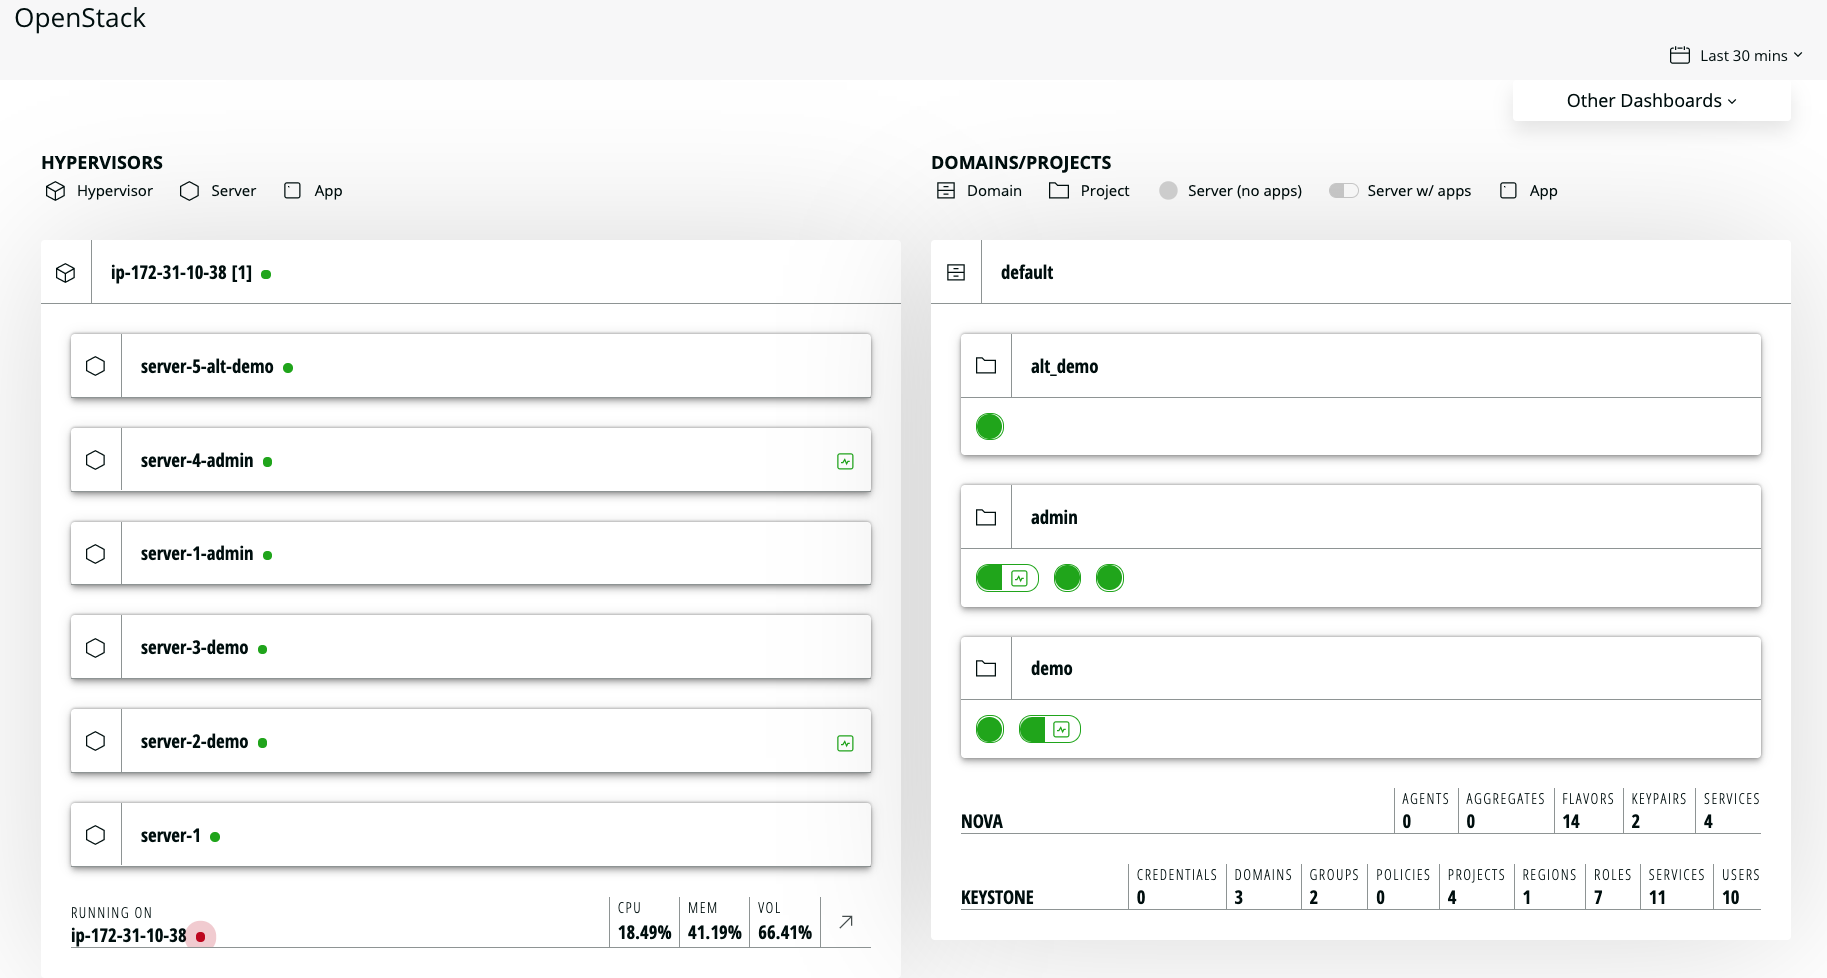 OpenStack
Last 30 mins
Other Dashboards
HYPERVISORS
Hypervisor Server App
ip-172-31-10-38 [1]
server-5-alt-demo
server-4-admin
server-1-admin
server-3-demo
server-2-demo
server-1
RUNNING ON
ip-172-31-10-38
CPU MEM VOL
18.49% 41.19% 66.41%
DOMAINS/PROJECTS
Domain Project Server (no apps) Server w/ apps App
default
alt_demo
admin
demo
AGENTS AGGREGATES FLAVORS KEYPAIRS SERVICES
NOVA 0 0 14 2 4
CREDENTIALS DOMAINS GROUPS POLICIES PROJECTS REGIONS ROLES SERVICES USERS
KEYSTONE 0 3 2 0 4 1 7 11 10